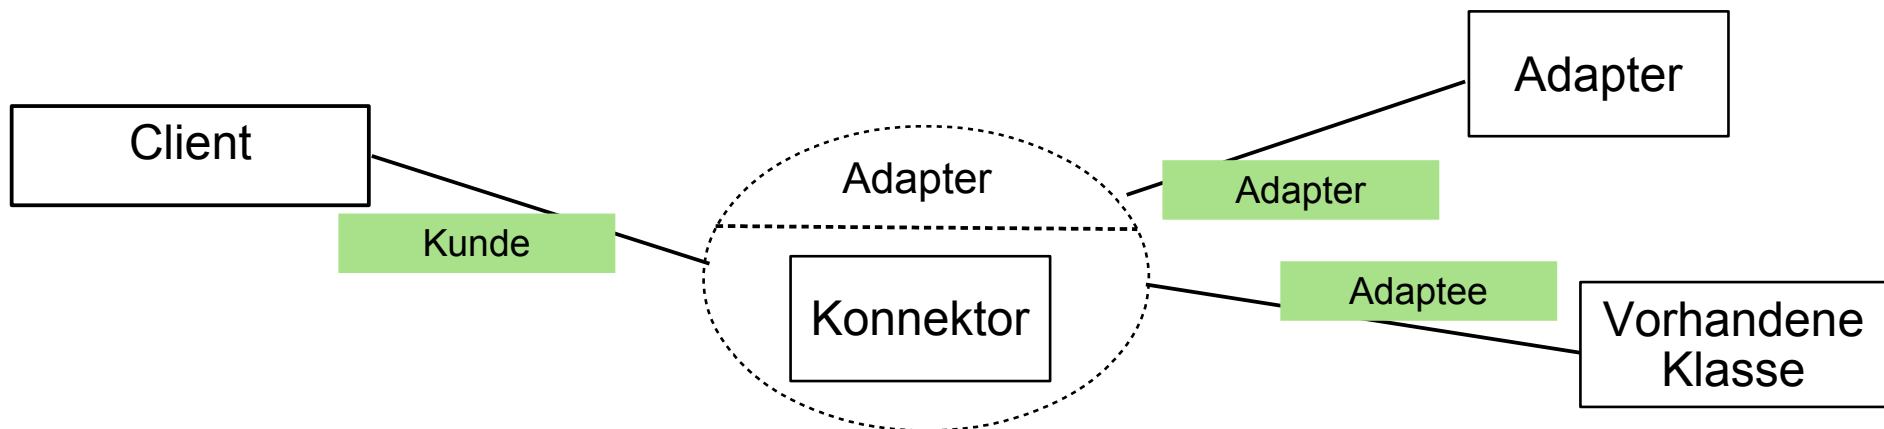 Client
Kunde
Adapter
Konnektor
Adapter
Adapter
Adaptee
Vorhandene
Klasse